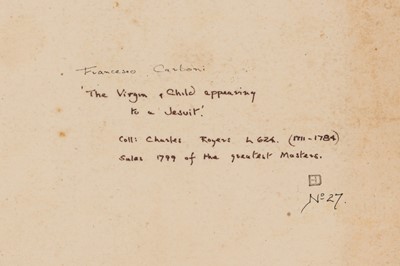 Francesco Carboni
'The Virgin & Child appearing
to a Jesuit.'
Coll: Charles Rogers L 624. (1711-1784)
Sales 1799 of the greatest Masters.
No 27.